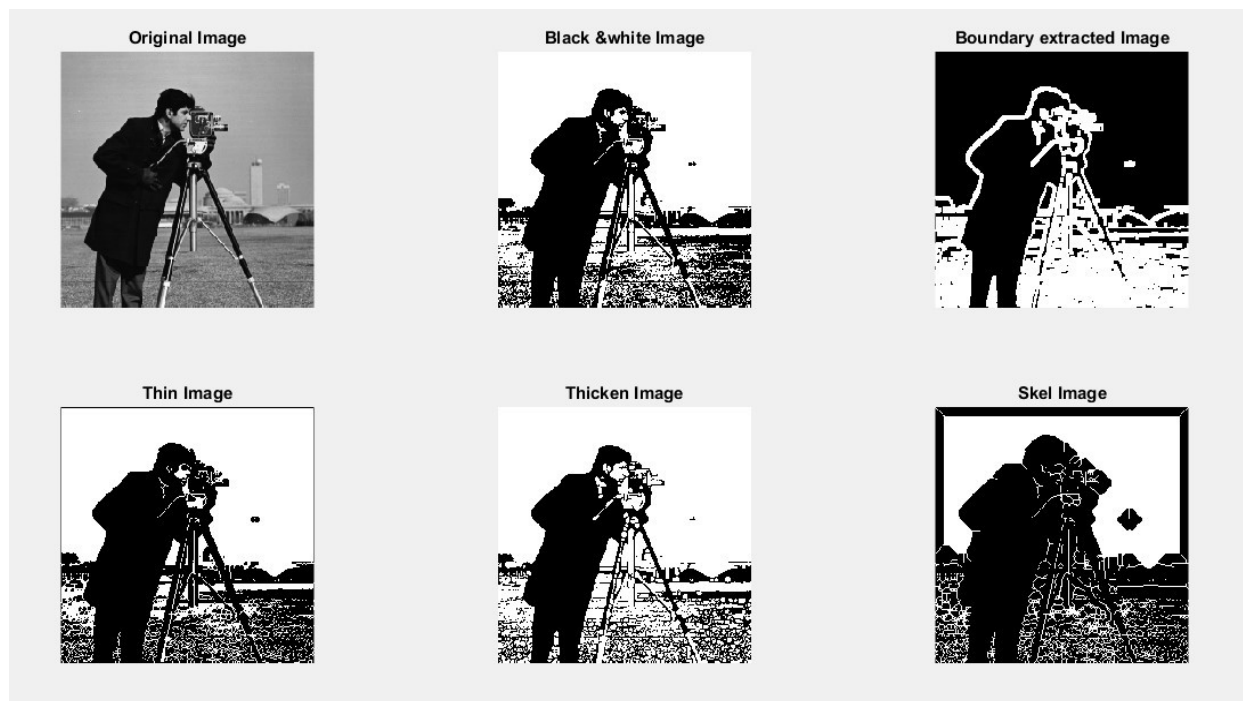 Original Image
Black &white Image
Boundary extracted Image
Thin Image
Thicken Image
Skel Image